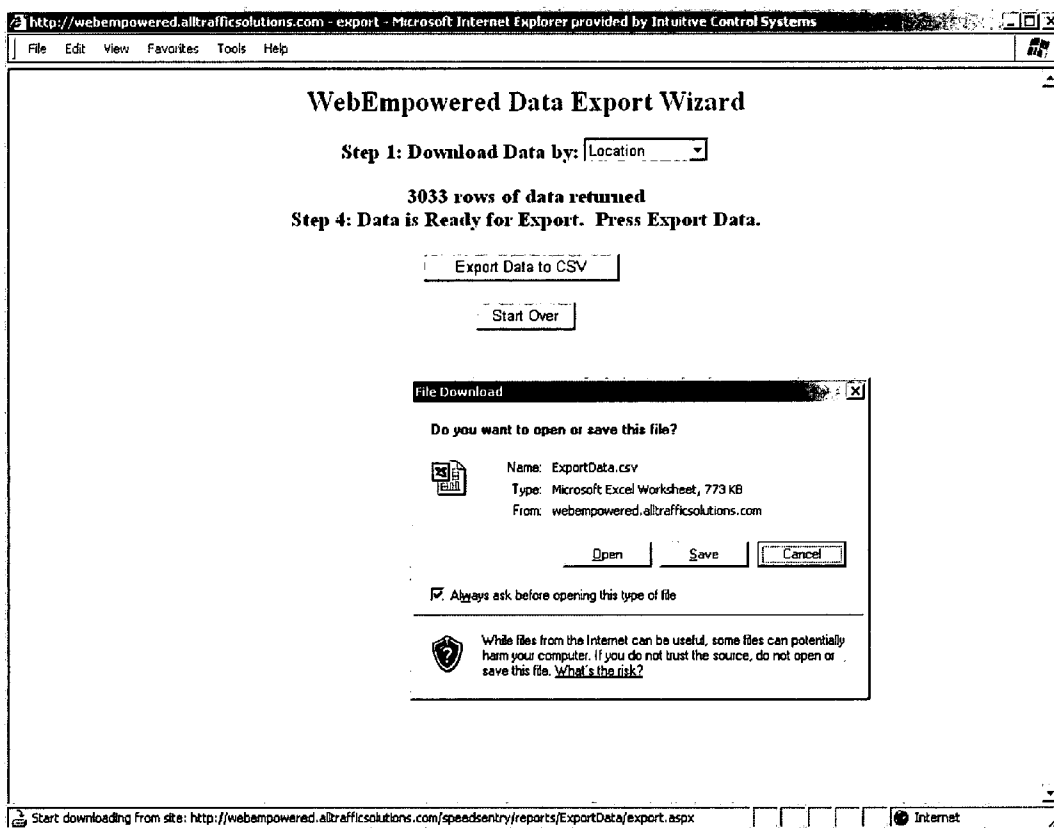 http://webempowered.alltrafficsolutions.com - export - Microsoft Internet Explorer provided by Intuitive Control Systems
File Edit View Favorites Tools Help
WebEmpowered Data Export Wizard
Step 1: Download Data by: Location
3033 rows of data returned
Step 4: Data is Ready for Export. Press Export Data.
Export Data to CSV
Start Over
File Download
Do you want to open or save this file?
Name: ExportData.csv
Type: Microsoft Excel Worksheet, 773 KB
From: webempowered.alltrafficsolutions.com
Open Save Cancel
Always ask before opening this type of file
While files from the Internet can be useful, some files can potentially
harm your computer. If you do not trust the source, do not open or
save this file. What's the risk?
Start downloading from site: http://webempowered.alltrafficsolutions.com/speedsentry/reports/ExportData/export.aspx Internet